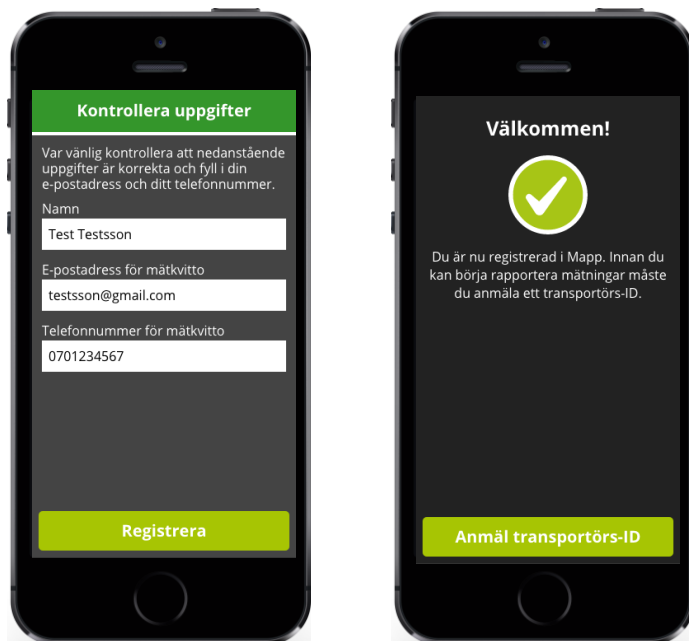 Kontrollera uppgifter
Var vänlig kontrollera att nedanstående
uppgifter är korrekta och fyll i din
e-postadress och ditt telefonnummer.
Namn
Test Testsson
E-postadress för mätkvitto
testsson@gmail.com
Telefonnummer för mätkvitto
0701234567
Registrera
Välkommen!
Du är nu registrerad i Mapp. Innan du
kan börja rapportera mätningar måste
du anmäla ett transportörs-ID.
Anmäl transportörs-ID